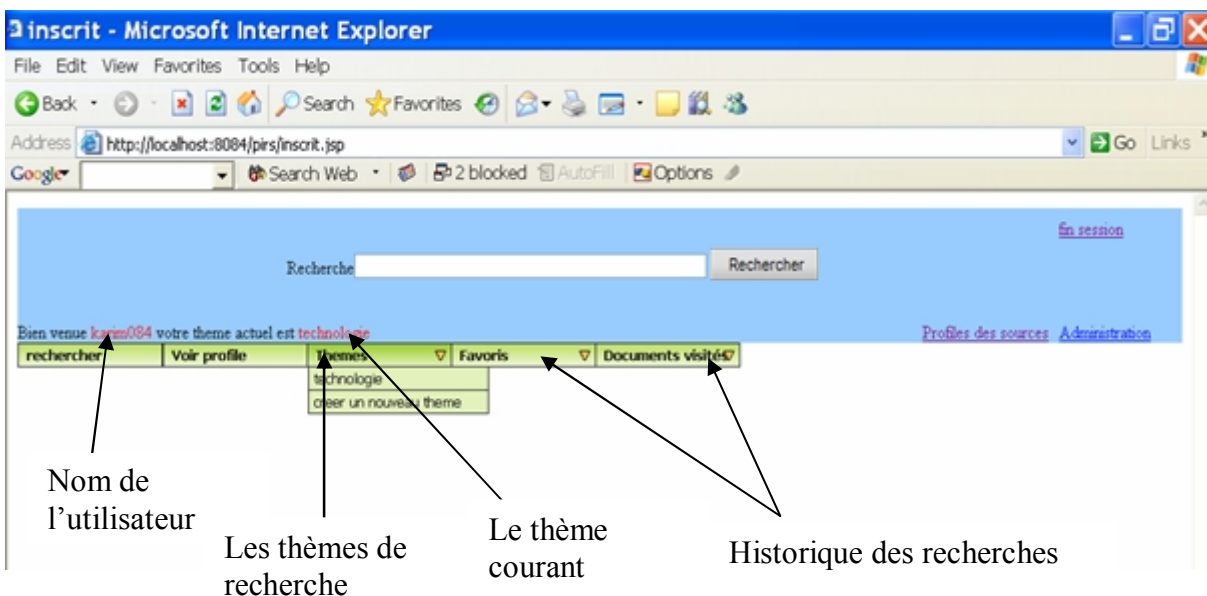 inscrit - Microsoft Internet Explorer
File Edit View Favorites Tools Help
Back Search Favorites
Address http://localhost:8084/pirs/inscrit.jsp Go Links
Google Search Web 2 blocked AutoFill Options
fin session
Recherche Rechercher
Bien venue karim084 votre theme actuel est technologie Profiles des sources Administration
rechercher Voir profile Themes Favoris Documents visités
technologie
creer un nouveau theme
Nom de
l’utilisateur
Les thèmes de
recherche
Le thème
courant
Historique des recherches